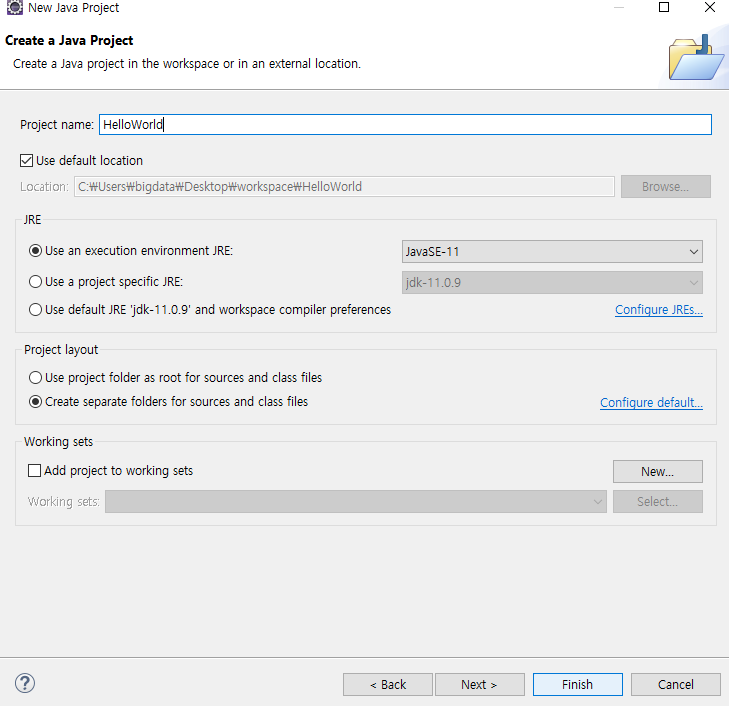 New Java Project
Create a Java Project
Create a Java project in the workspace or in an external location.
Project name: HelloWorld
Use default location
Location: C:₩Users₩bigdata₩Desktop₩workspace₩HelloWorld Browse...
JRE
Use an execution environment JRE: JavaSE-11
Use a project specific JRE: jdk-11.0.9
Use default JRE 'jdk-11.0.9' and workspace compiler preferences Configure JREs...
Project layout
Use project folder as root for sources and class files
Create separate folders for sources and class files Configure default...
Working sets
Add project to working sets New...
Working sets: Select...
? < Back Next > Finish Cancel